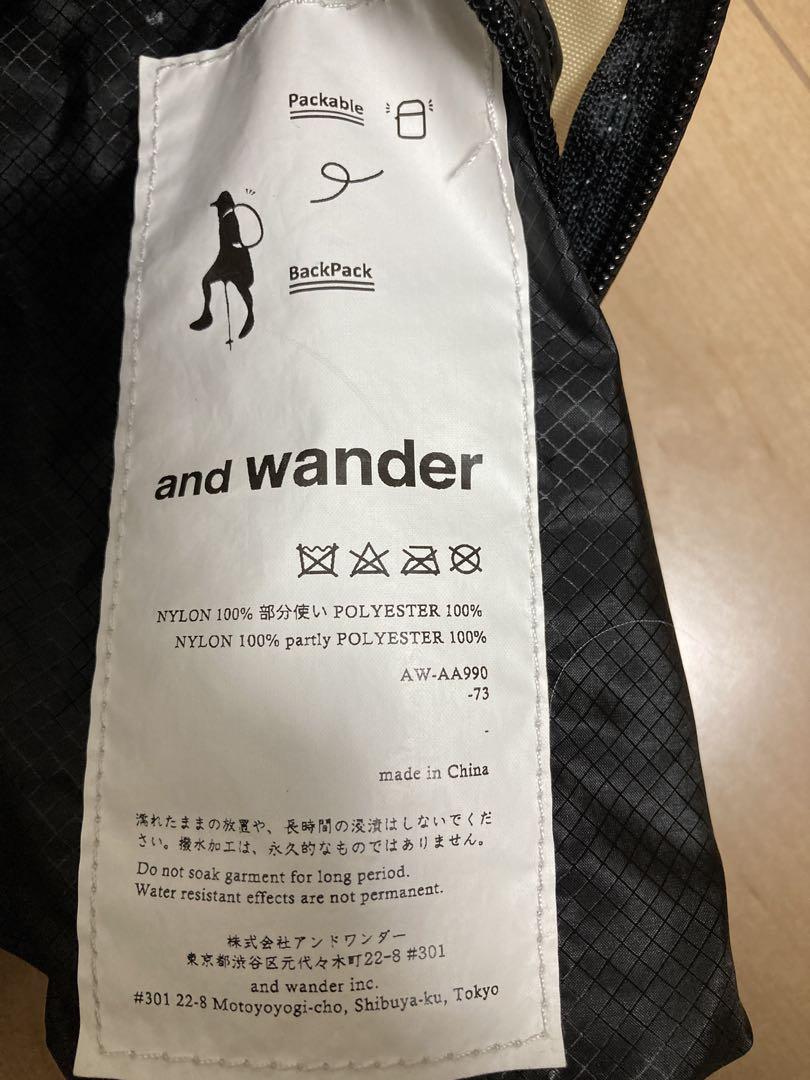 Packable
BackPack
and wander
NYLON 100% 部分使い POLYESTER 100%
NYLON 100% partly POLYESTER 100%
AW-AA990
-73
-
made in China
濡れたままの放置や、長時間の浸漬はしないでくだ
さい。撥水加工は、永久的なものではありません。
Do not soak garment for long period.
Water resistant effects are not permanent.
株式会社アンドワンダー
東京都渋谷区元代々木町22-8 #301
and wander inc.
#301 22-8 Motoyoyogi-cho, Shibuya-ku, Tokyo